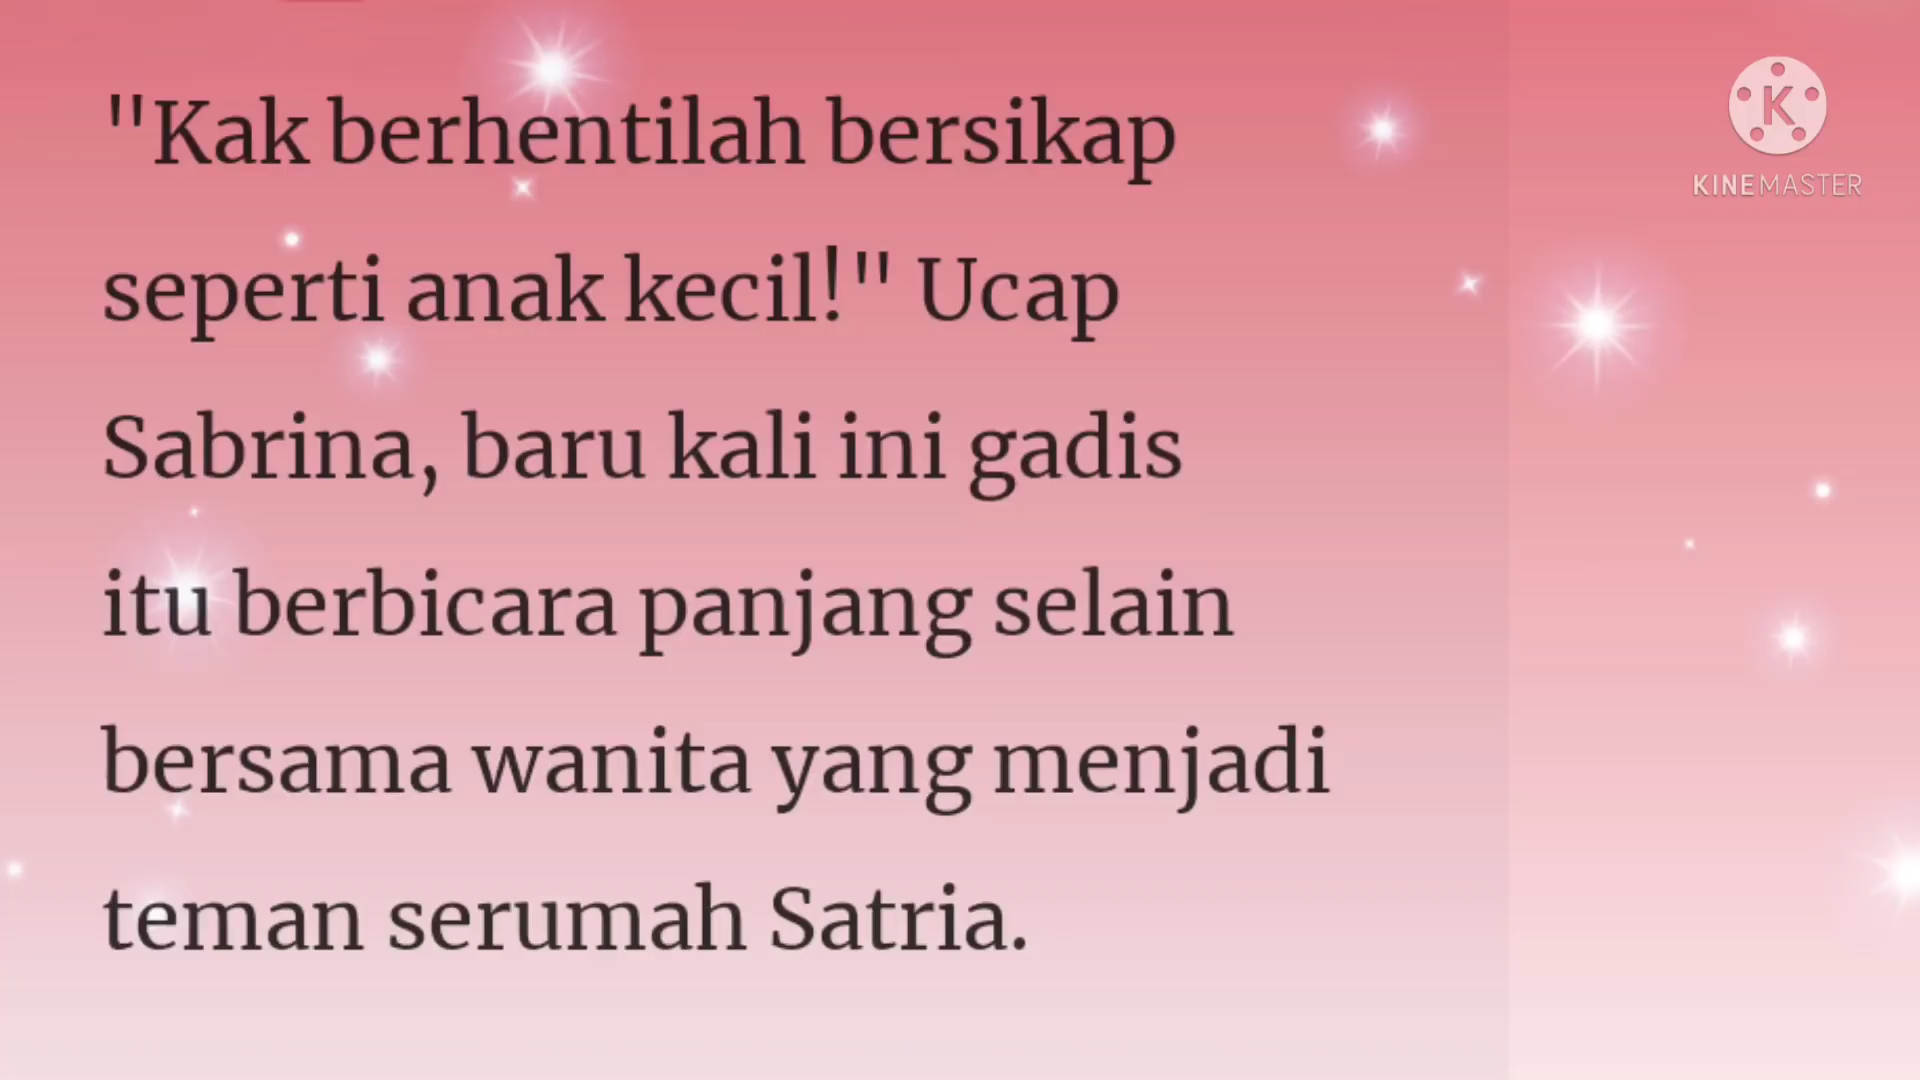 "Kak berhentilah bersikap
seperti anak kecil!" Ucap
Sabrina, baru kali ini gadis
itu berbicara panjang selain
bersama wanita yang menjadi
teman serumah Satria.
K
KINEMASTER